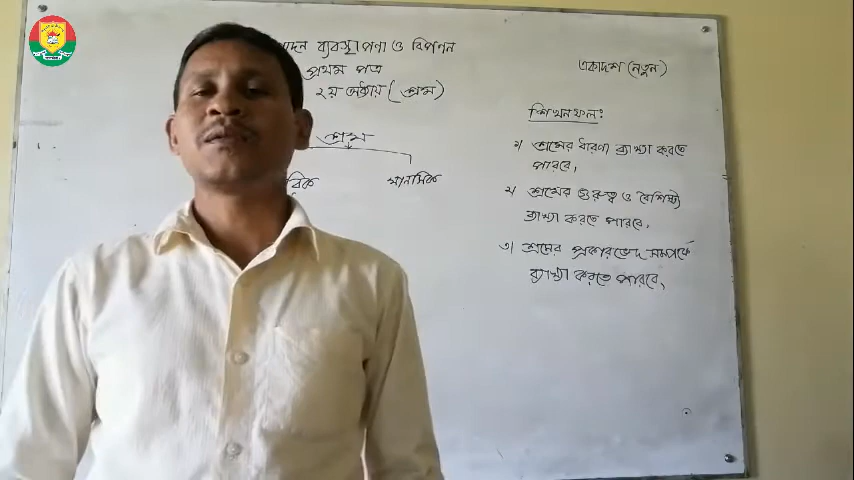 ব্যবস্থাপনা ও বিপণন
প্রথম পত্র
২য় অধ্যায় (শ্রম)
শ্রম
মানসিক
একাদশ (নতুন)
শিখনফল:
১। শ্রমের ধারণা ব্যাখ্যা করতে
পারবে,
২। শ্রমের গুরুত্ব ও বৈশিষ্ট্য
ব্যাখ্যা করতে পারবে,
৩। শ্রমের প্রকারভেদ সম্পর্কে
ব্যাখ্যা করতে পারবে,